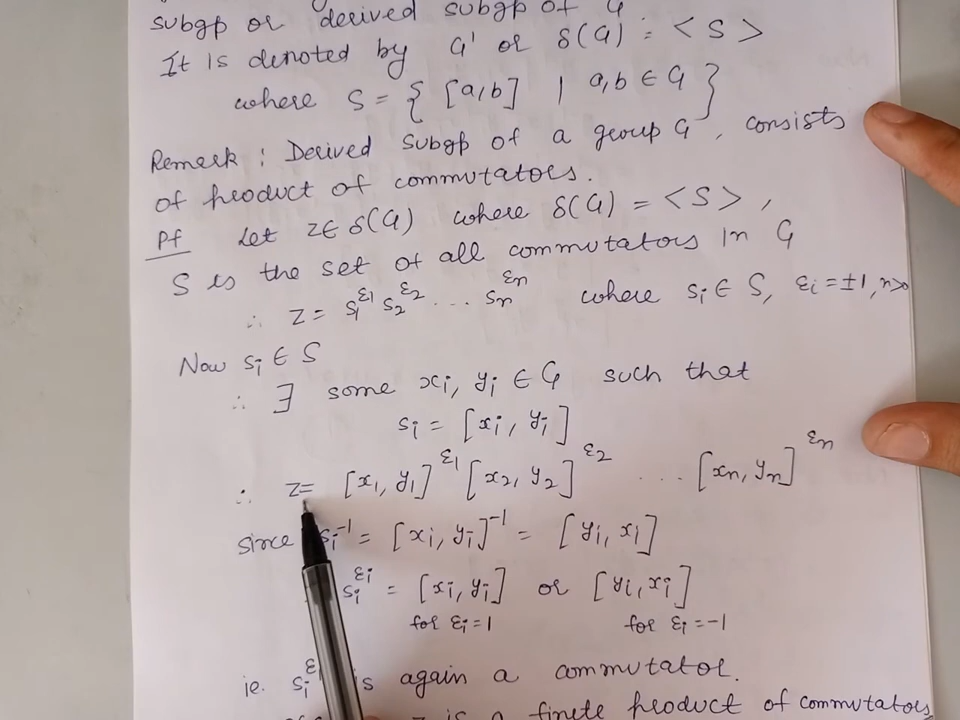 subgp or derived subgp of G
It is denoted by G' or δ(G) = <S>
where S = { [a,b] | a,b ∈ G }
Remark : Derived subgp of a group G, consists
of product of commutators.
Pf Let z ∈ δ(G) where δ(G) = <S>,
S is the set of all commutators in G
∴ z = s₁^ε1 s₂^ε2 ... sₙ^εn where sᵢ ∈ S, εᵢ = ±1, n>0
Now sᵢ ∈ S
∴ ∃ some xᵢ, yᵢ ∈ G such that
sᵢ = [xᵢ, yᵢ]
∴ z = [x₁, y₁]^ε1 [x₂, y₂]^ε2 ... [xₙ, yₙ]^εn
since sᵢ⁻¹ = [xᵢ, yᵢ]⁻¹ = [yᵢ, xᵢ]
sᵢ^εi = [xᵢ, yᵢ] or [yᵢ, xᵢ]
for εᵢ = 1 for εᵢ = -1
ie. sᵢ^ε is again a commutator.
z is a finite product of commutators